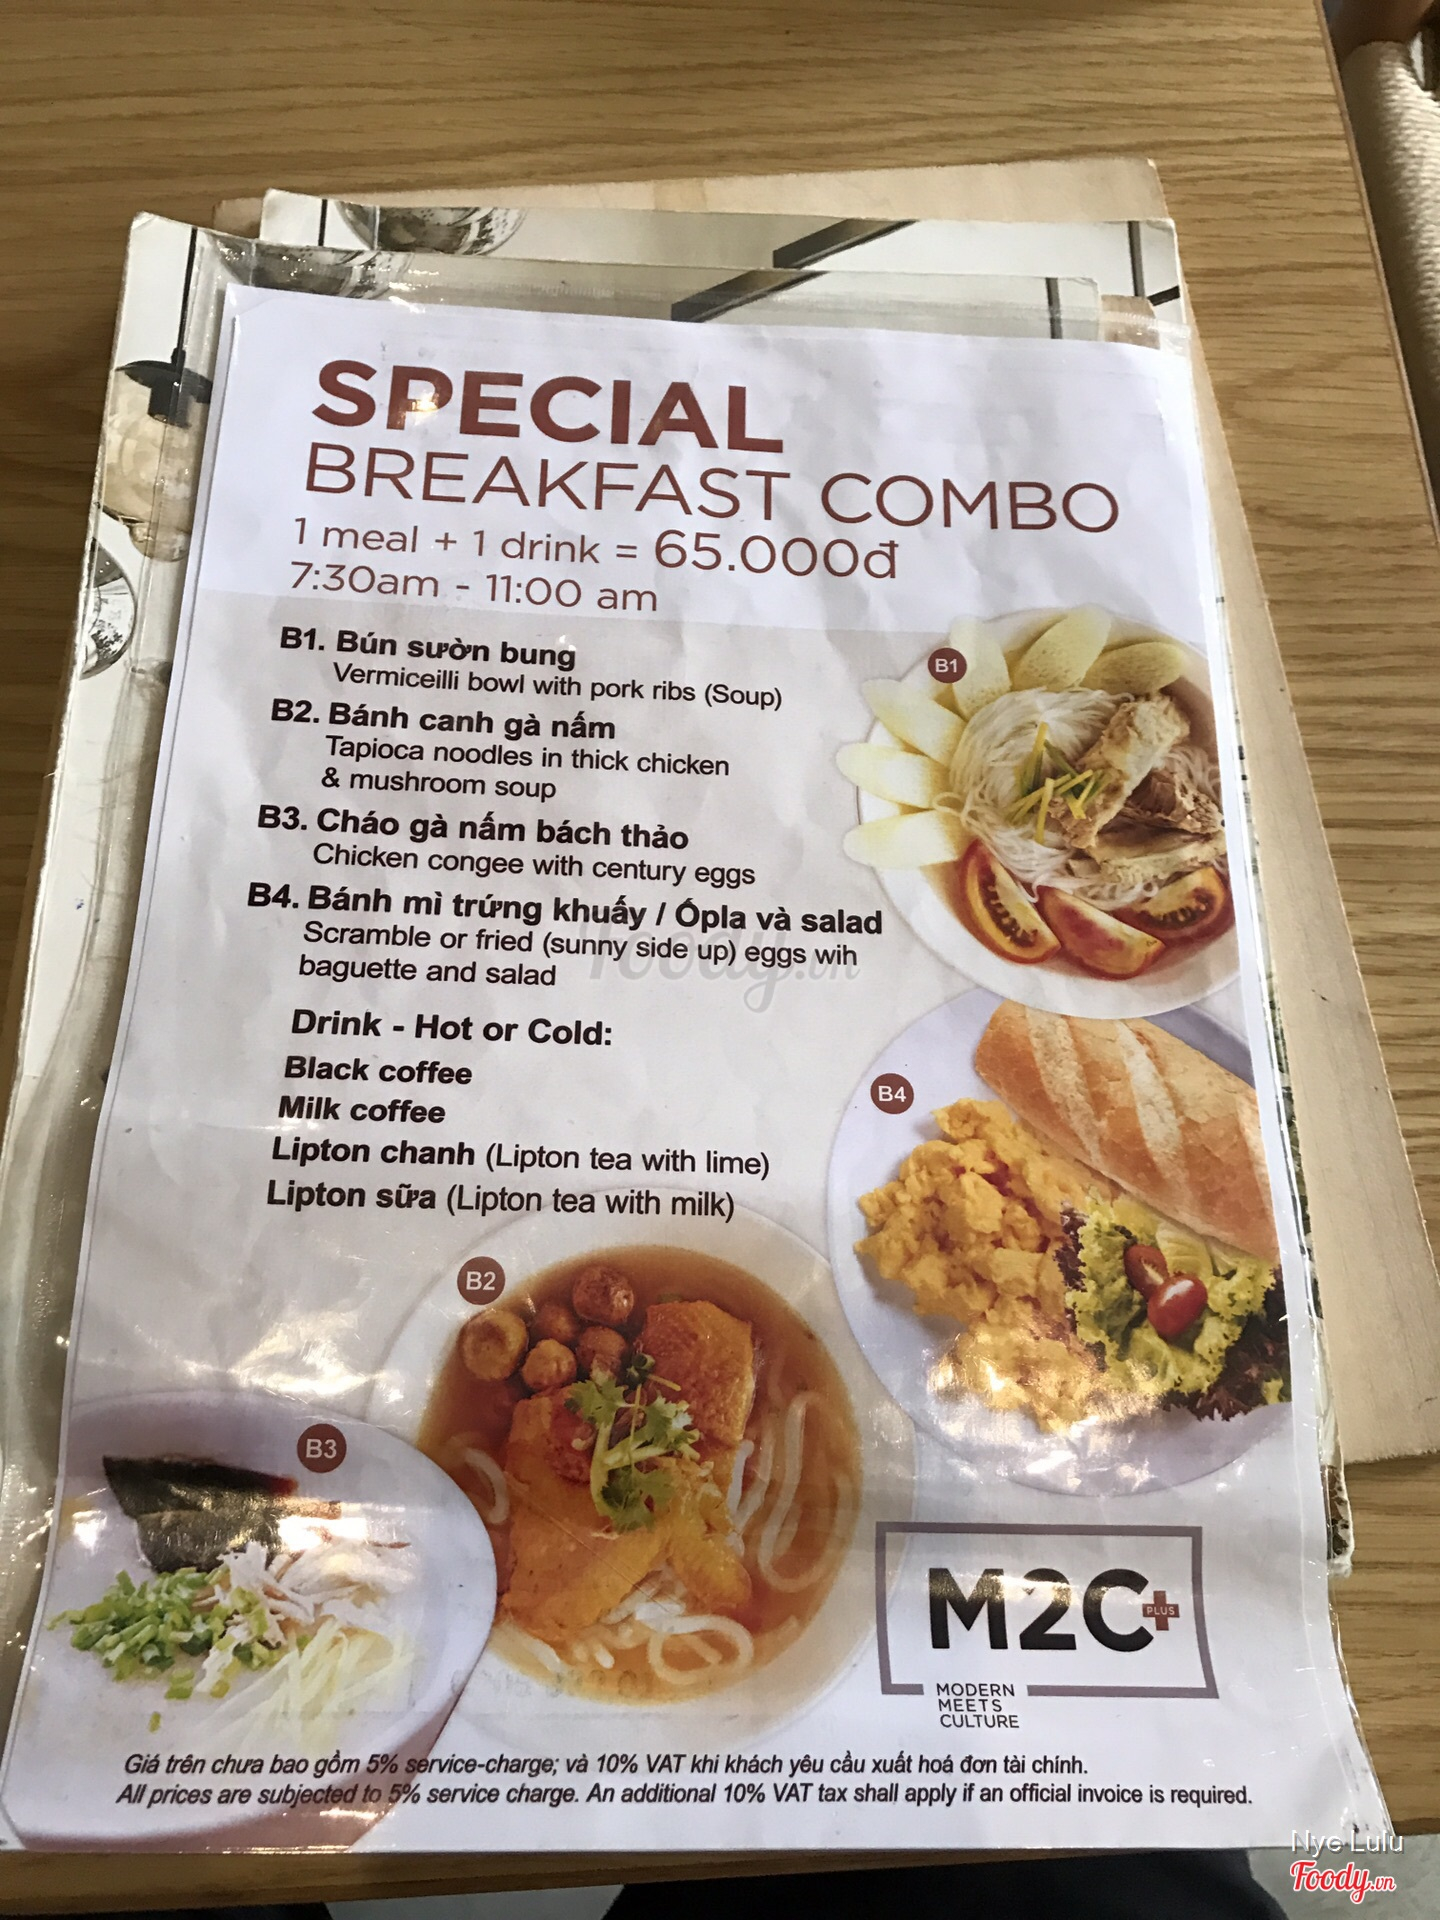 SPECIAL
BREAKFAST COMBO
1 meal + 1 drink = 65.000đ
7:30am - 11:00 am
B1. Bún sườn bung
Vermiceilli bowl with pork ribs (Soup)
B2. Bánh canh gà nấm
Tapioca noodles in thick chicken
& mushroom soup
B3. Cháo gà nấm bách thảo
Chicken congee with century eggs
B4. Bánh mì trứng khuấy / Ốpla và salad
Scramble or fried (sunny side up) eggs wih
baguette and salad
Drink - Hot or Cold:
Black coffee
Milk coffee
Lipton chanh (Lipton tea with lime)
Lipton sữa (Lipton tea with milk)
B1
B4
B2
B3
M2C PLUS
MODERN
MEETS
CULTURE
Giá trên chưa bao gồm 5% service-charge; và 10% VAT khi khách yêu cầu xuất hoá đơn tài chính.
All prices are subjected to 5% service charge. An additional 10% VAT tax shall apply if an official invoice is required.
Foody.vn
Nye Lulu
Foody.vn